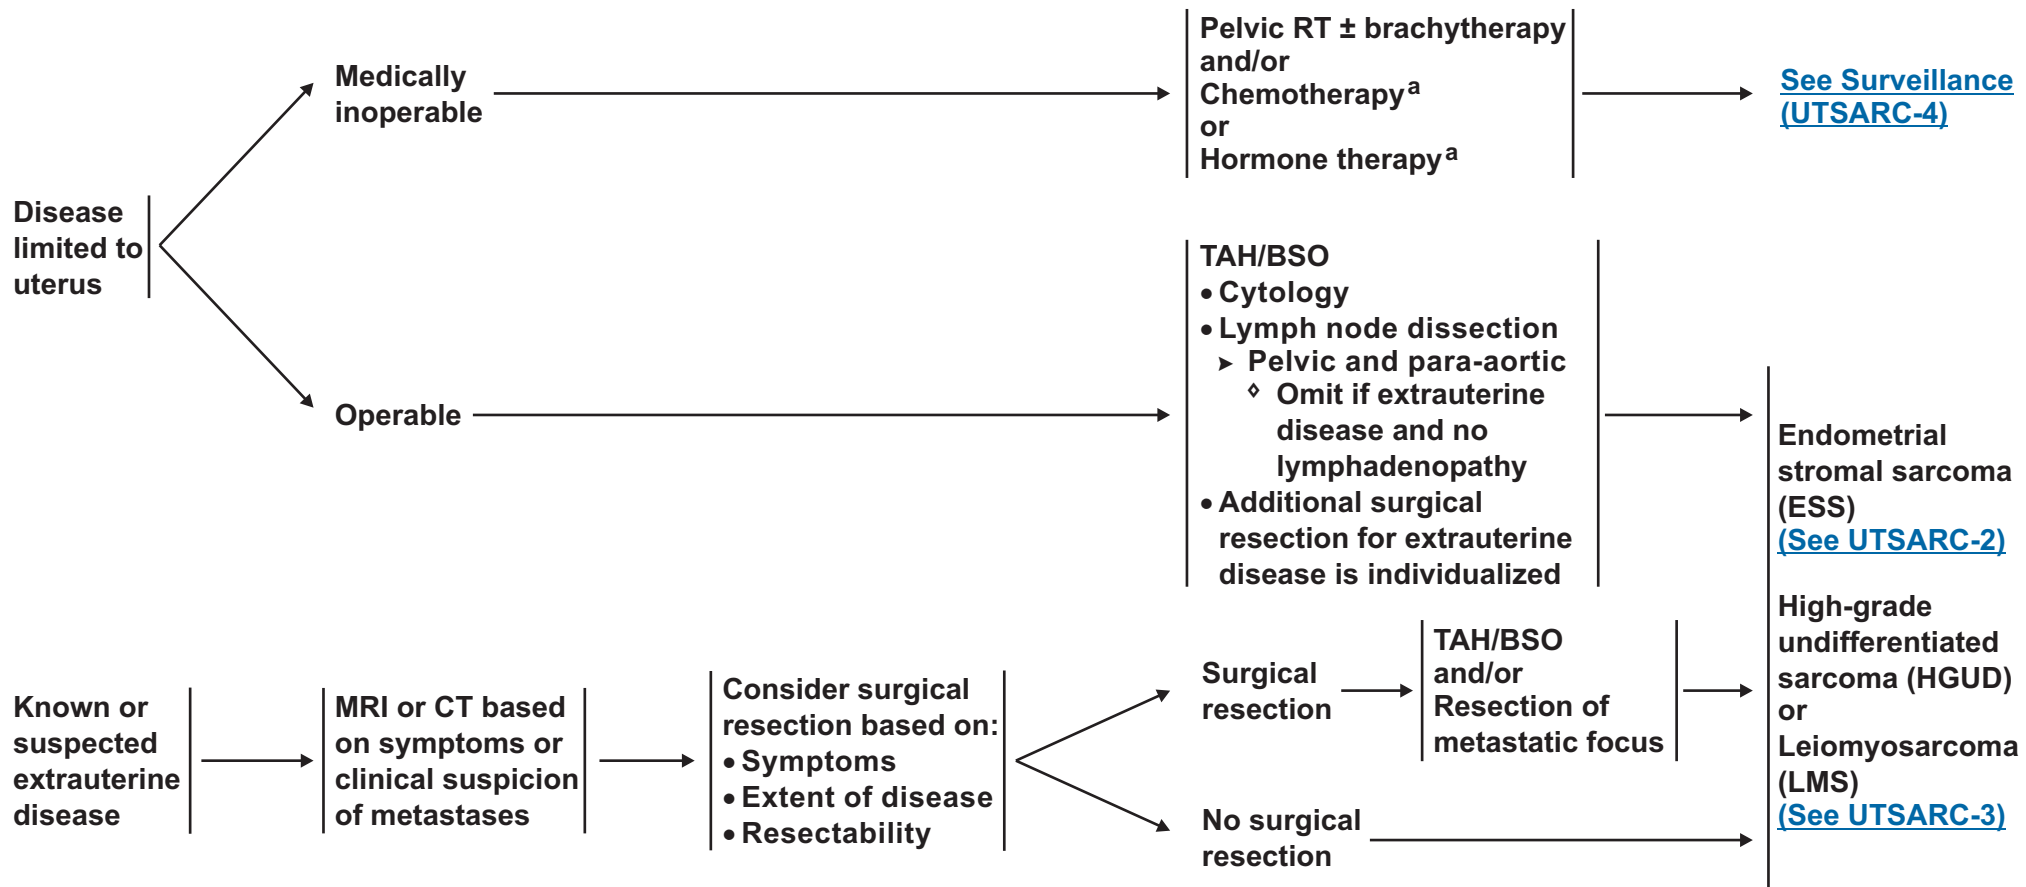 Disease
limited to
uterus
Medically
inoperable
Pelvic RT ± brachytherapy
and/or
Chemotherapy a
or
Hormone therapy a
See Surveillance
(UTSARC-4)
Operable
TAH/BSO
• Cytology
• Lymph node dissection
➤ Pelvic and para-aortic
◊ Omit if extrauterine
disease and no
lymphadenopathy
• Additional surgical
resection for extrauterine
disease is individualized
Known or
suspected
extrauterine
disease
MRI or CT based
on symptoms or
clinical suspicion
of metastases
Consider surgical
resection based on:
• Symptoms
• Extent of disease
• Resectability
Surgical
resection
TAH/BSO
and/or
Resection of
metastatic focus
No surgical
resection
Endometrial
stromal sarcoma
(ESS)
(See UTSARC-2)
High-grade
undifferentiated
sarcoma (HGUD)
or
Leiomyosarcoma
(LMS)
(See UTSARC-3)